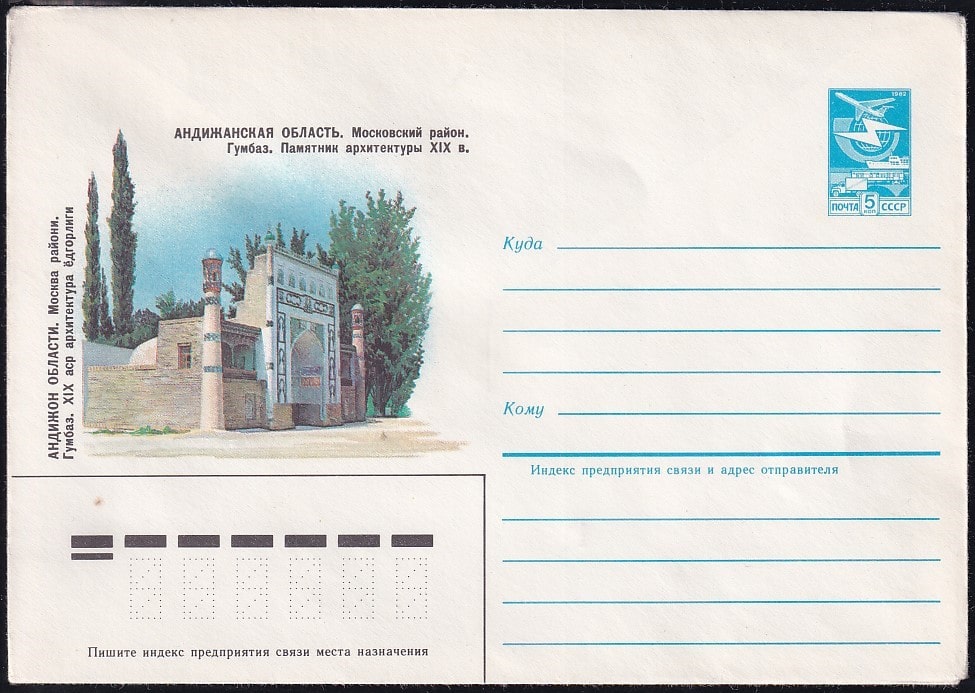 АНДИЖАНСКАЯ ОБЛАСТЬ. Московский район.
Гумбаз. Памятник архитектуры XIX в.
АНДИЖОН ОБЛАСТИ. Москва райони.
Гумбаз. XIX аср архитектура ёдгорлиги
1982
ПОЧТА 5 КОП СССР
Куда
Кому
Индекс предприятия связи и адрес отправителя
Пишите индекс предприятия связи места назначения